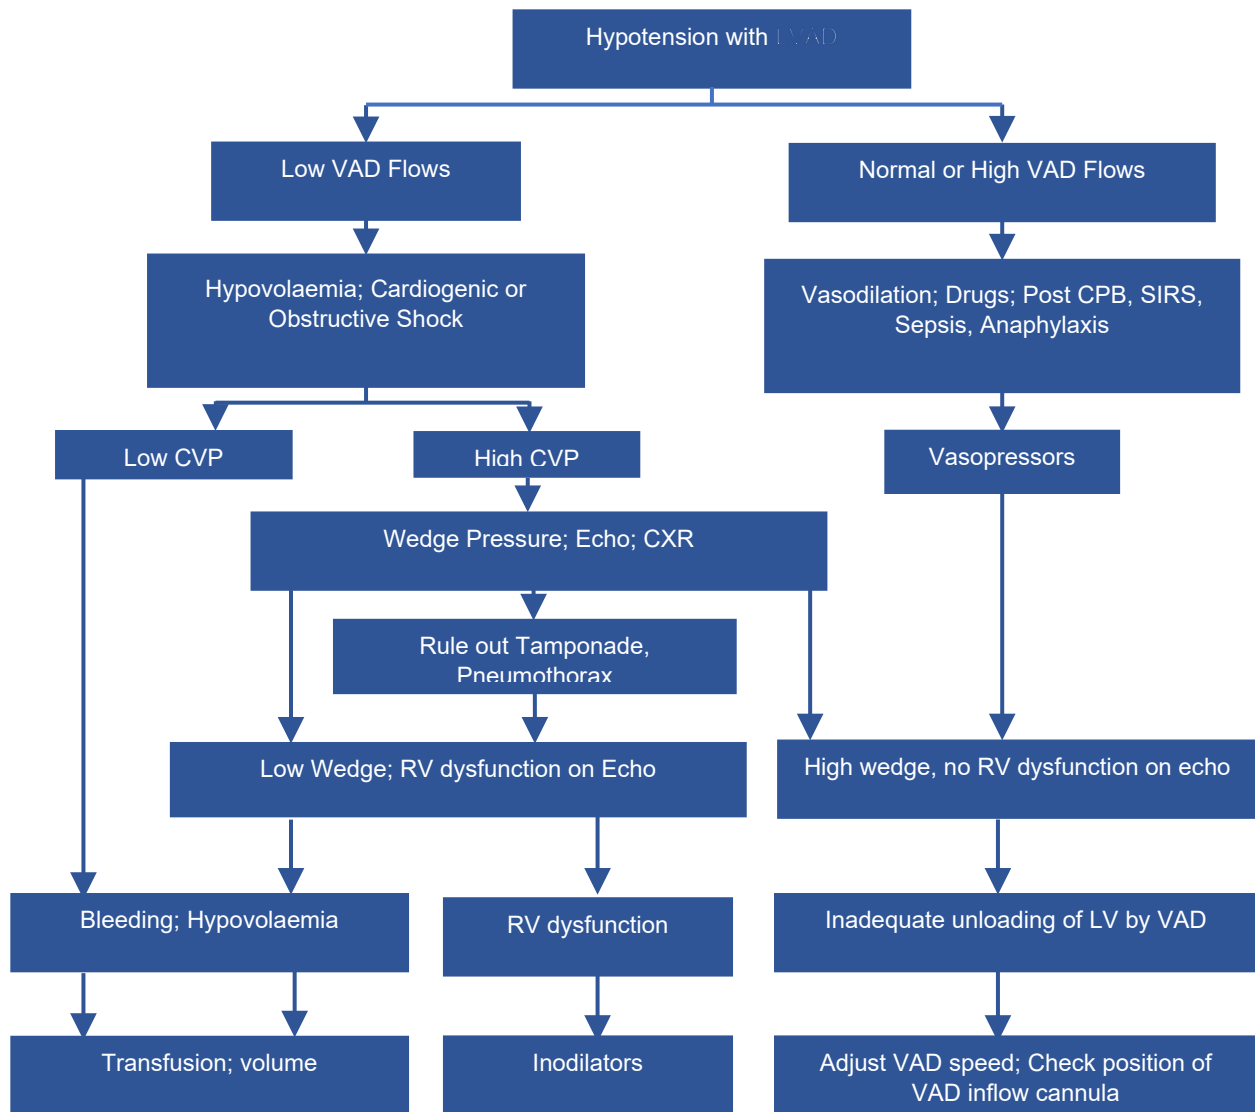 Hypotension with LVAD
Low VAD Flows
Normal or High VAD Flows
Hypovolaemia; Cardiogenic or
Obstructive Shock
Vasodilation; Drugs; Post CPB, SIRS,
Sepsis, Anaphylaxis
Low CVP
High CVP
Vasopressors
Wedge Pressure; Echo; CXR
Rule out Tamponade,
Pneumothorax
Low Wedge; RV dysfunction on Echo
High wedge, no RV dysfunction on echo
Bleeding; Hypovolaemia
RV dysfunction
Inadequate unloading of LV by VAD
Transfusion; volume
Inodilators
Adjust VAD speed; Check position of
VAD inflow cannula